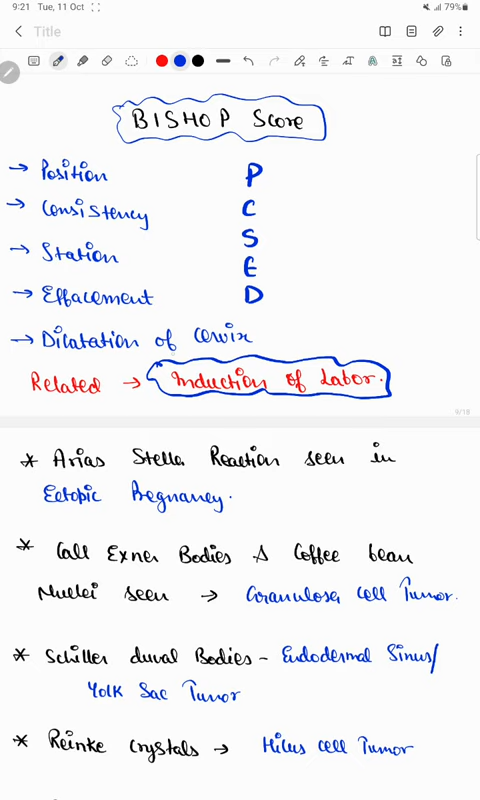 9:21 Tue, 11 Oct
79%
Title
BISHOP Score
→ Position P
→ Consistency C
→ Station S
→ Effacement E
→ Dilatation of cervix D
Related → Induction of Labor.
9/18
* Arias Stella Reaction seen in
Ectopic Pregnancy.
* Call Exner Bodies & Coffee bean
Nuclei seen → Granulosa Cell Tumor.
* Schiller duval Bodies - Endodermal Sinus/
Yolk Sac Tumor
* Reinke Crystals → Hilus cell Tumor